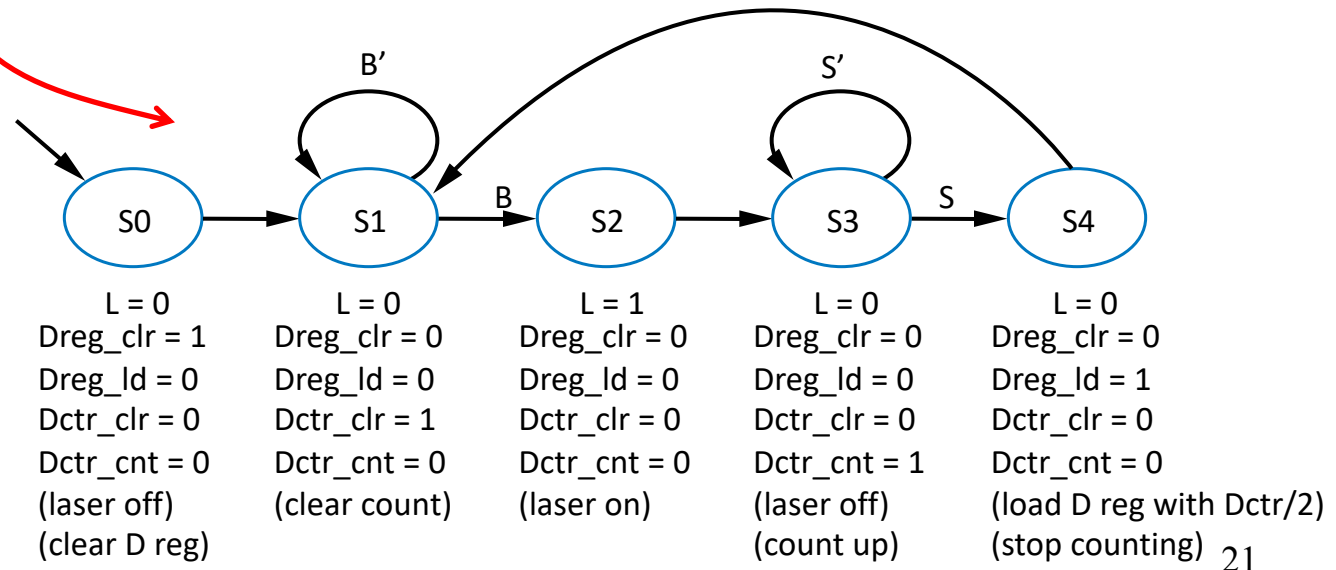 B’
S’
B
S
S0
S1
S2
S3
S4
L = 0
Dreg_clr = 1
Dreg_ld = 0
Dctr_clr = 0
Dctr_cnt = 0
(laser off)
(clear D reg)
L = 0
Dreg_clr = 0
Dreg_ld = 0
Dctr_clr = 1
Dctr_cnt = 0
(clear count)
L = 1
Dreg_clr = 0
Dreg_ld = 0
Dctr_clr = 0
Dctr_cnt = 0
(laser on)
L = 0
Dreg_clr = 0
Dreg_ld = 0
Dctr_clr = 0
Dctr_cnt = 1
(laser off)
(count up)
L = 0
Dreg_clr = 0
Dreg_ld = 1
Dctr_clr = 0
Dctr_cnt = 0
(load D reg with Dctr/2)
(stop counting)
21